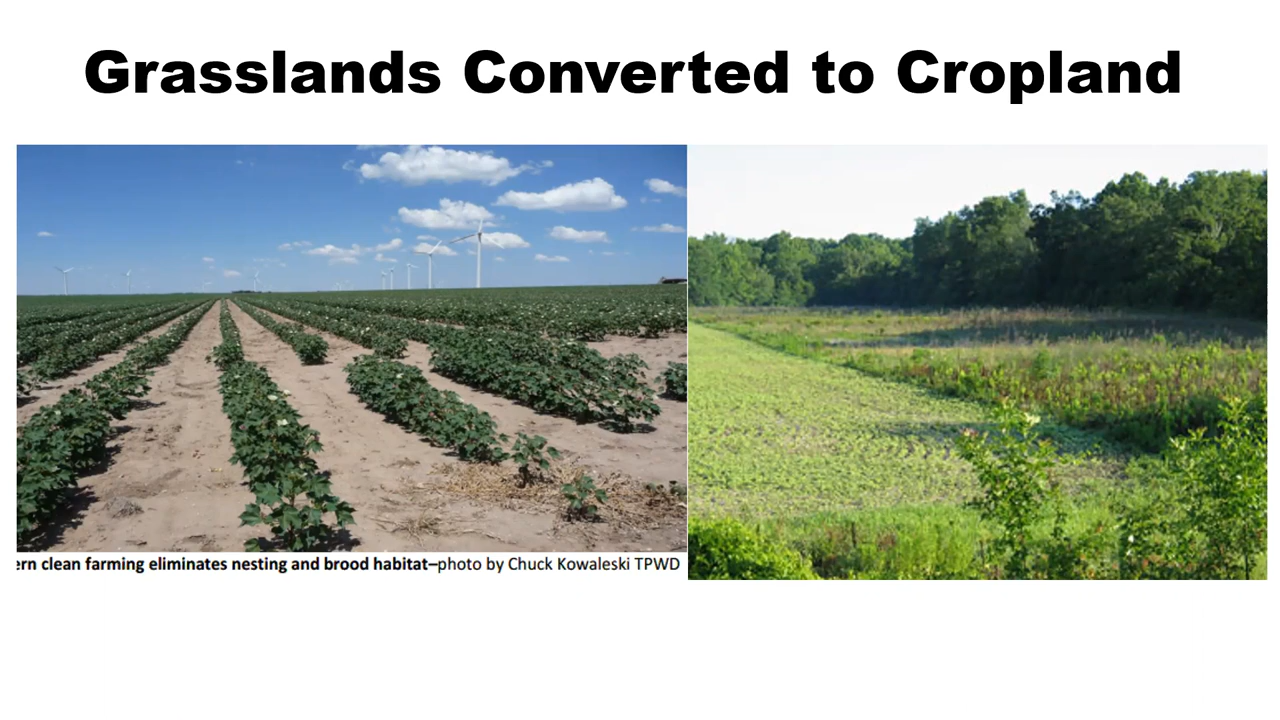 Grasslands Converted to Cropland
ern clean farming eliminates nesting and brood habitat–photo by Chuck Kowaleski TPWD